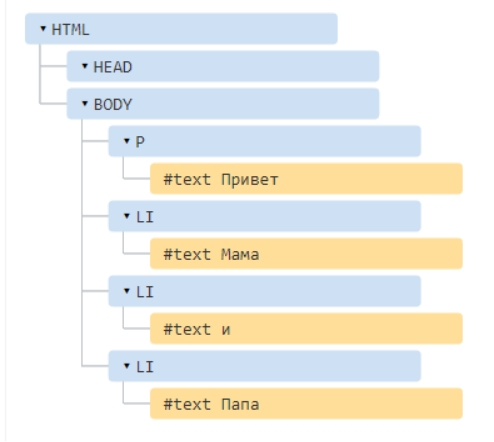 HTML
HEAD
BODY
P
#text Привет
LI
#text Мама
LI
#text и
LI
#text Папа